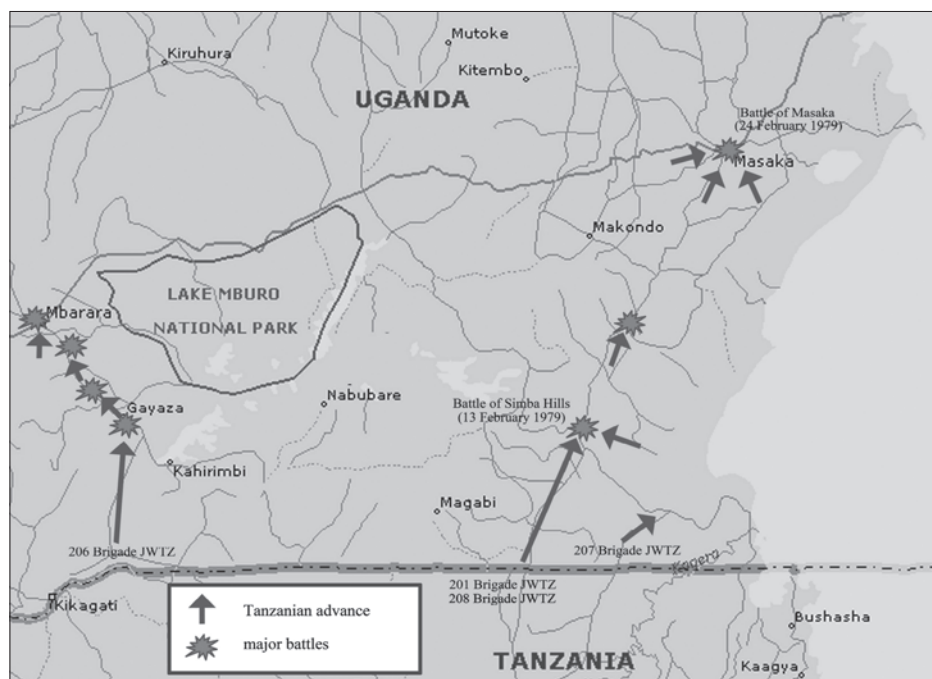 Mutoke
Kiruhura
Kitembo
UGANDA
Battle of Masaka
(24 February 1979)
Masaka
Makondo
LAKE MBURO
NATIONAL PARK
Mbarara
Nabubare
Battle of Simba Hills
(13 February 1979)
Gayaza
Kahirimbi
Magabi
206 Brigade JWTZ
207 Brigade JWTZ
Kagera
201 Brigade JWTZ
208 Brigade JWTZ
Kikagati
Tanzanian advance
major battles
Bushasha
TANZANIA
Kaagya